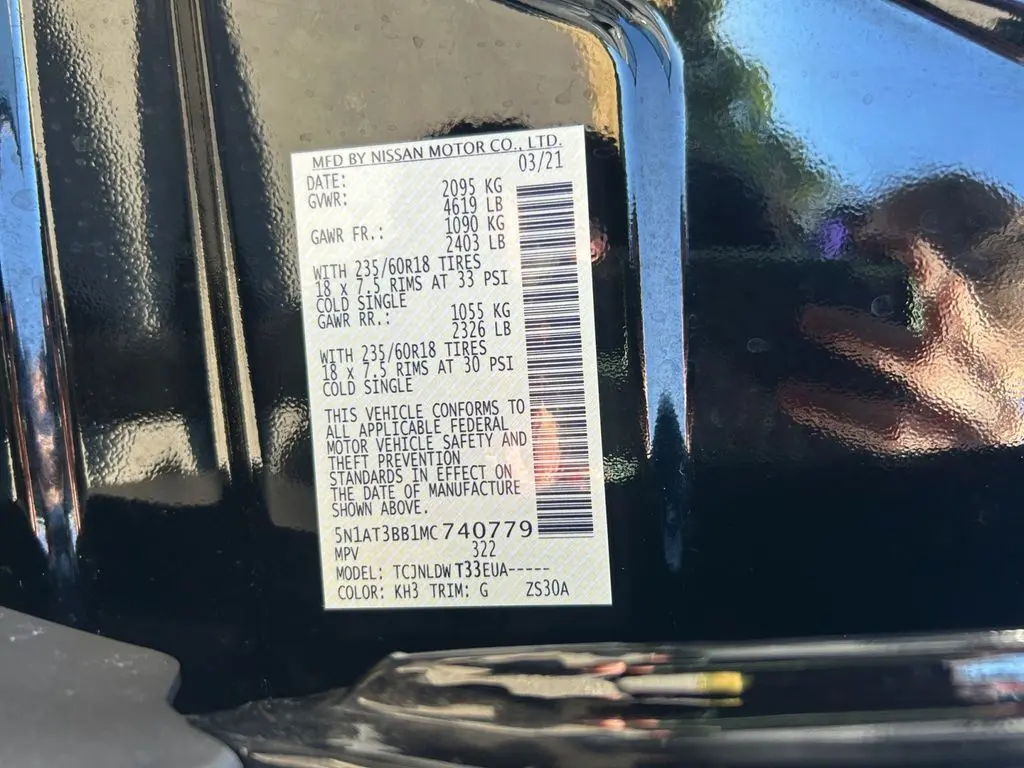 MFD BY NISSAN MOTOR CO., LTD.
DATE: 03/21
GVWR: 2095 KG
4619 LB
GAWR FR.: 1090 KG
2403 LB
WITH 235/60R18 TIRES
18 x 7.5 RIMS AT 33 PSI
COLD SINGLE
GAWR RR.: 1055 KG
2326 LB
WITH 235/60R18 TIRES
18 x 7.5 RIMS AT 30 PSI
COLD SINGLE
THIS VEHICLE CONFORMS TO
ALL APPLICABLE FEDERAL
MOTOR VEHICLE SAFETY AND
THEFT PREVENTION
STANDARDS IN EFFECT ON
THE DATE OF MANUFACTURE
SHOWN ABOVE.
5N1AT3BB1MC740779
MPV 322
MODEL: TCJNLDWT33EUA-----
COLOR: KH3 TRIM: G ZS30A